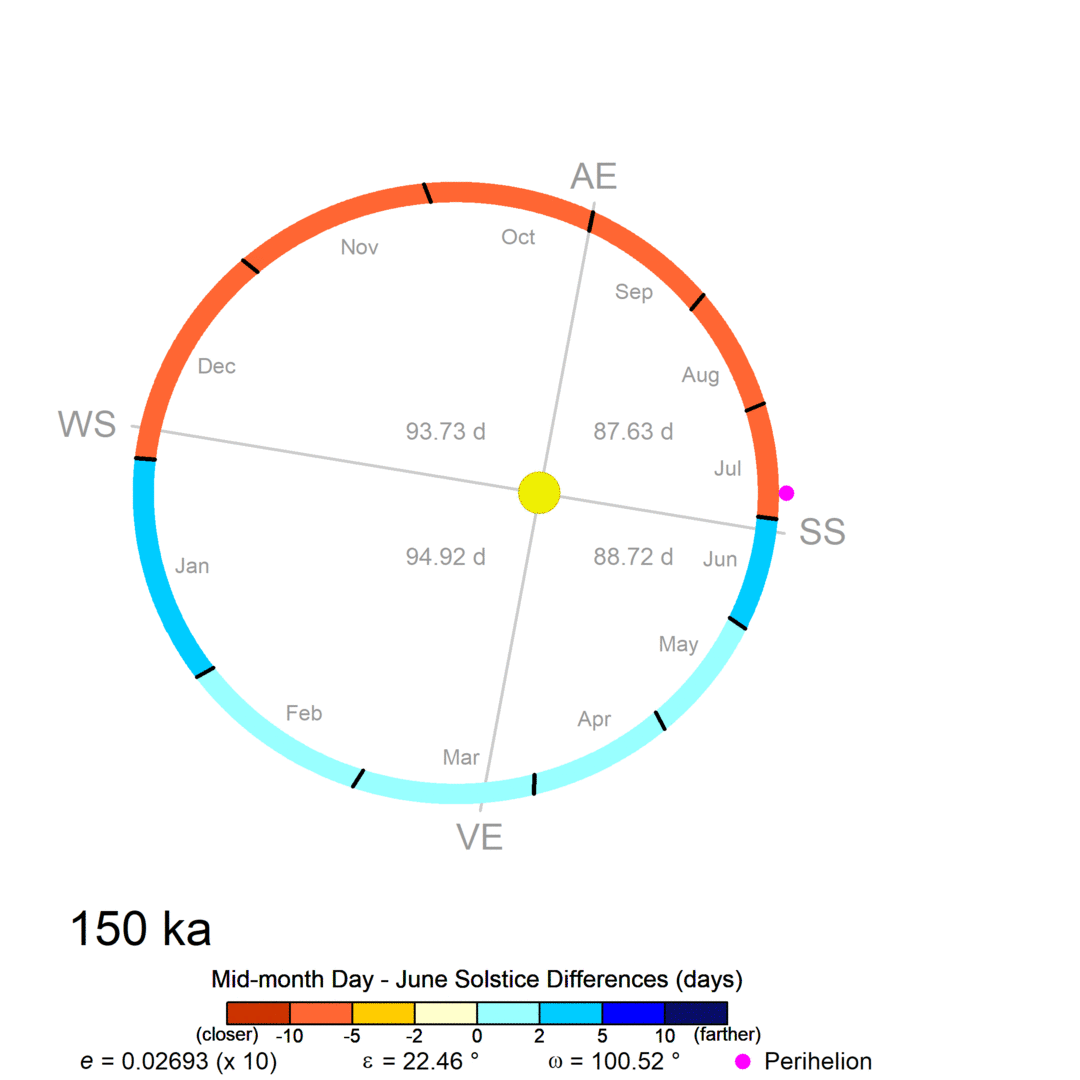 AE
Oct
Nov
Sep
Dec
Aug
WS
93.73 d
87.63 d
Jul
SS
94.92 d
88.72 d
Jun
Jan
May
Feb
Apr
Mar
VE
150 ka
Mid-month Day - June Solstice Differences (days)
(closer) -10 -5 -2 0 2 5 10 (farther)
e = 0.02693 (x 10) ε = 22.46 ° ω = 100.52 ° Perihelion